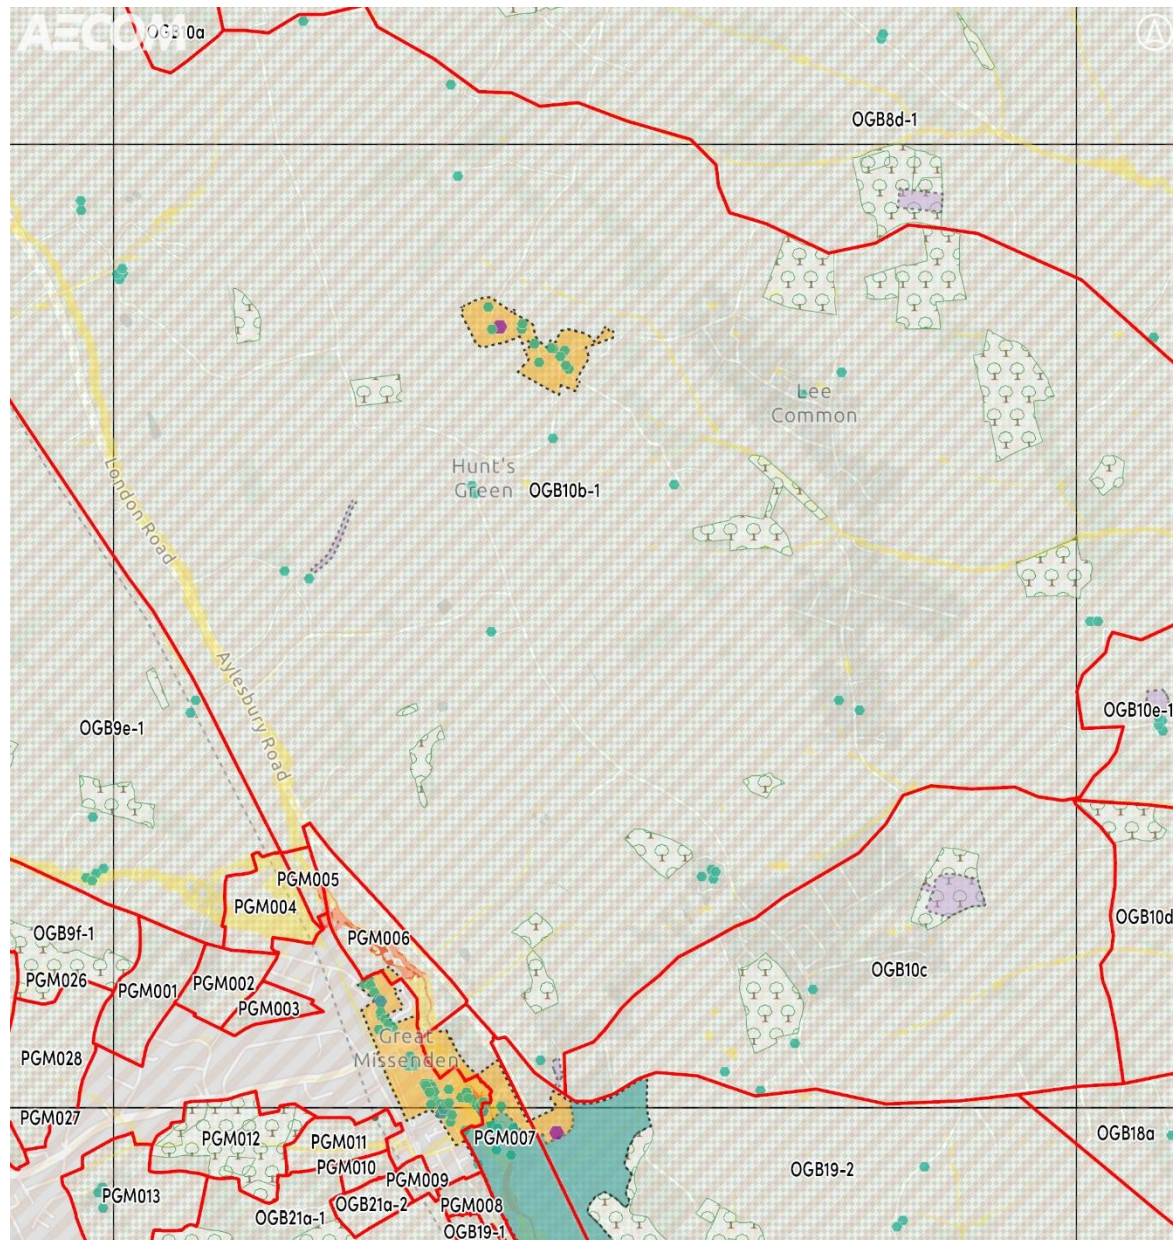 AECOM
OGB10a
OGB8d-1
Lee
Common
Hunt's
Green
OGB10b-1
London Road
Aylesbury Road
OGB9e-1
OGB10e-1
PGM005
PGM004
PGM006
OGB9f-1
OGB10d
OGB10c
PGM026
PGM001
PGM002
PGM003
Great
Missenden
PGM028
PGM027
PGM012
PGM011
PGM007
OGB18a
PGM010
PGM009
OGB19-2
PGM013
OGB21a-1
OGB21a-2
PGM008
OGB19-1